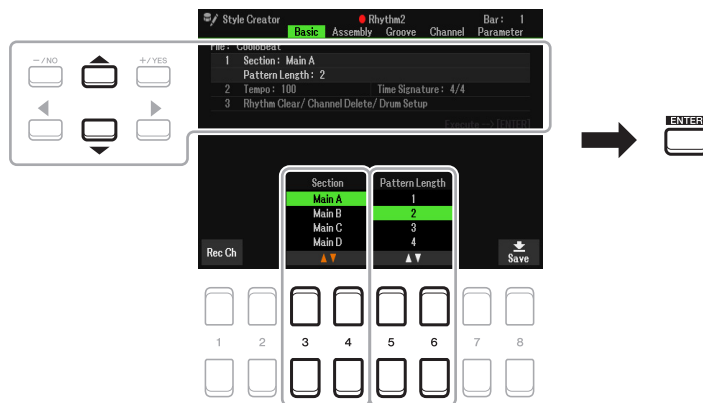 Style Creator
Rhythm2
Bar: 1
Basic Assembly Groove Channel Parameter
File: CoolsBeat
1 Section: Main A
Pattern Length: 2
2 Tempo: 100 Time Signature: 4/4
3 Rhythm Clear/ Channel Delete/ Drum Setup
Execute --> [ENTER]
-/NO
+/YES
ENTER
Section
Main A
Main B
Main C
Main D
Pattern Length
1
2
3
4
Rec Ch
Save
1 2 3 4 5 6 7 8